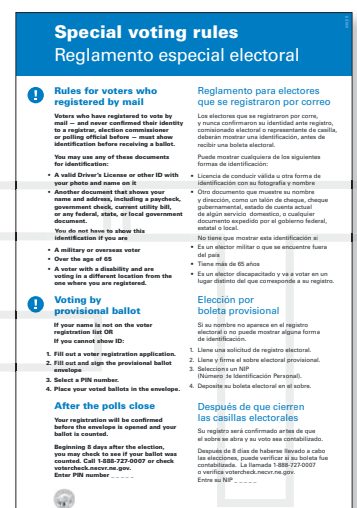 Special voting rules
Reglamento especial electoral
Rules for voters who
registered by mail
Voters who have registered to vote by
mail — and never confirmed their identity
to a registrar, election commissioner
or polling official before — must show
identification before receiving a ballot.
You may use any of these documents
for identification:
• A valid Driver's License or other ID with
your photo and name on it
• Another document that shows your
name and address, including a paycheck,
government check, current utility bill,
or any federal, state, or local government
document.
You do not have to show this
identification if you are
• A military or overseas voter
• Over the age of 65
• A voter with a disability and are
voting in a different location from the
one where you are registered.
Voting by
provisional ballot
If your name is not on the voter
registration list OR
If you cannot show ID:
1. Fill out a voter registration application.
2. Fill out and sign the provisional ballot
envelope
3. Select a PIN number.
4. Place your voted ballots in the envelope.
After the polls close
Your registration will be confirmed
before the envelope is opened and your
ballot is counted.
Beginning 8 days after the election,
you may check to see if your ballot was
counted. Call 1-888-727-0007 or check
votercheck.necvr.ne.gov.
Enter PIN number _ _ _ _ _
Reglamento para electores
que se registraron por correo
Los electores que se registraron por corre,
y nunca confirmaron su identidad ante registro,
comisionado electoral o representante de casilla,
deberán mostrar una identificación, antes de
recibir una boleta electoral.
Puede mostrar cualquiera de los siguientes
formas de identificación:
• Licencia de conducir válida u otra forma de
identificación con su fotografía y nombre
• Otro documento que muestre su nombre
y dirección, como un talón de cheque, cheque
gubernamental, estado de cuenta actual
de algún servicio domestico, o cualquier
documento expedido por el gobierno federal,
estatal o local.
No tiene que mostrar esta identificación si:
• Es un elector militar o que se encuentre fuera
del país
• Tiene más de 65 años
• Es un elector discapacitado y va a votar en un
lugar distinto del que corresponde a su registro.
Elección por
boleta provisional
Si su nombre no aparece en el registro
electoral o no puede mostrar alguna forma
de identificación.
1. Llene una solicitud de registro electoral.
2. Llene y firme el sobre electoral provisional.
3. Seleccions un NIP
(Número de Identificación Personal).
4. Deposite su boleta electoral en el sobre.
Después de que cierren
las casillas electorales
Su registro será confirmado antes de que
el sobre se abra y su voto sea contabilizado.
Después de 8 días de haberse llevado a cabo
las elecciones, puede verificar si su boleta fue
contabilizada. La llamada 1-888-727-0007
o verifica votercheck.necvr.ne.gov.
Entre su NIP _ _ _ _ _